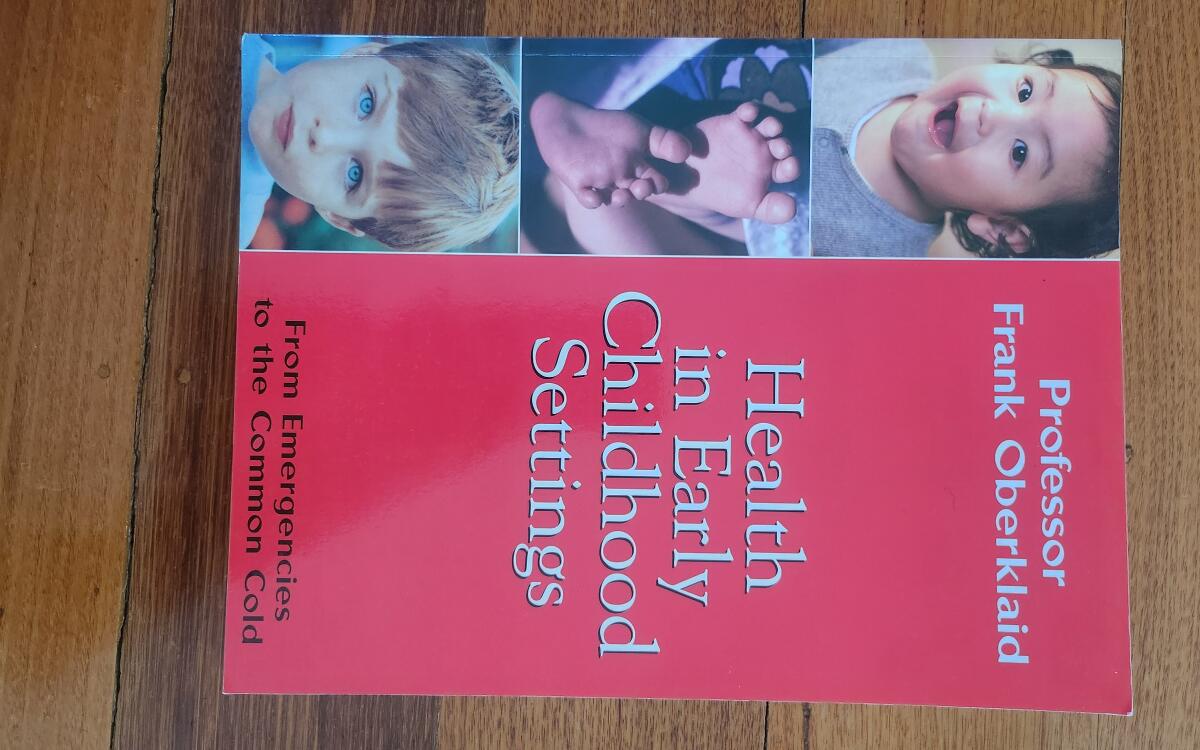 Professor
Frank Oberklaid
Health
in Early
Childhood
Settings
From Emergencies
to the Common Cold